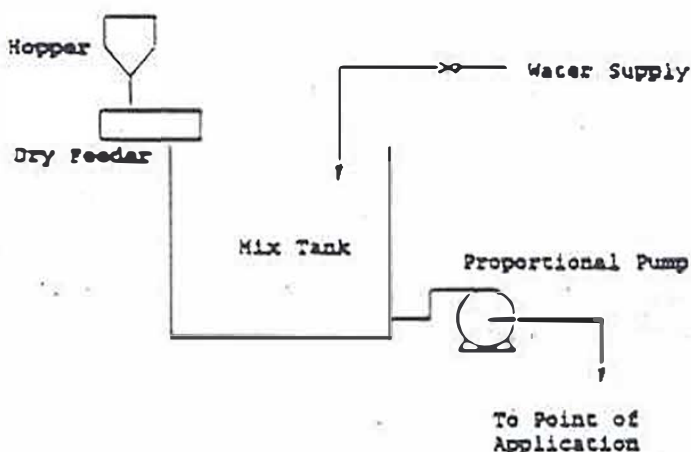 Hopper
Water Supply
Dry Feeder
Mix Tank
Proportional Pump
To Point of
Application